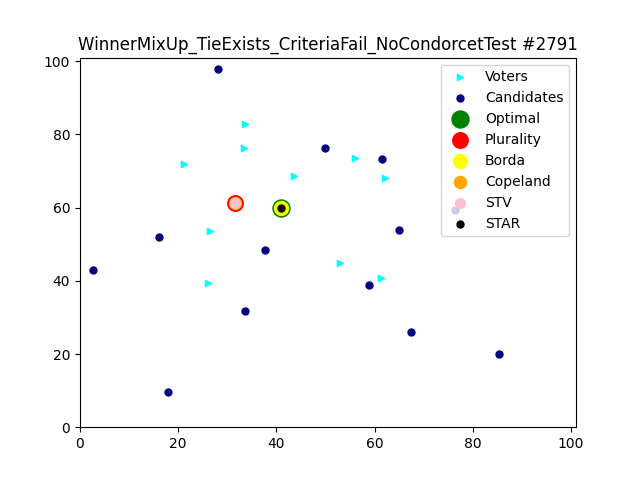 WinnerMixUp_TieExists_CriteriaFail_NoCondorcetTest #2791
100
80
60
40
20
0
0 20 40 60 80 100
Voters
Candidates
Optimal
Plurality
Borda
Copeland
STV
STAR